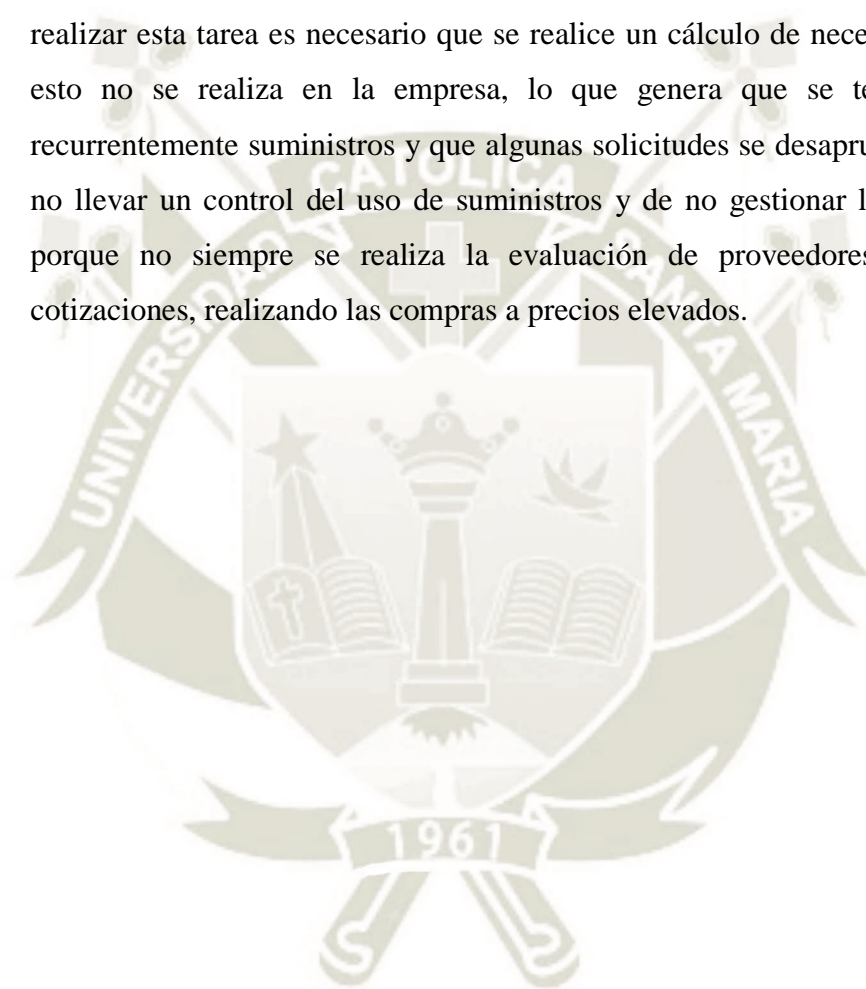 realizar esta tarea es necesario que se realice un cálculo de nece
esto no se realiza en la empresa, lo que genera que se te
recurrentemente suministros y que algunas solicitudes se desapru
no llevar un control del uso de suministros y de no gestionar l
porque no siempre se realiza la evaluación de proveedores
cotizaciones, realizando las compras a precios elevados.
UNIVERSIDAD CATOLICA SANTA MARIA
1961